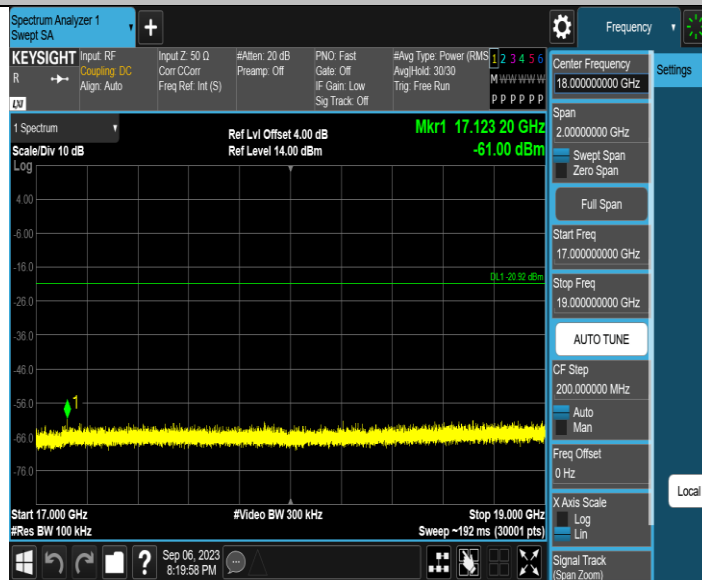 Spectrum Analyzer 1
Swept SA
+
Frequency
KEYSIGHT
R
LXI
Input: RF
Coupling: DC
Align: Auto
Input Z: 50 Ω
Corr CCorr
Freq Ref: Int (S)
#Atten: 20 dB
Preamp: Off
PNO: Fast
Gate: Off
IF Gain: Low
Sig Track: Off
#Avg Type: Power (RMS
Avg|Hold: 30/30
Trig: Free Run
1 2 3 4 5 6
M W W W W W
P P P P P P
1 Spectrum
Scale/Div 10 dB
Ref Lvl Offset 4.00 dB
Ref Level 14.00 dBm
Mkr1 17.123 20 GHz
-61.00 dBm
Log
4.00
-6.00
-16.0
DL1 -20.92 dBm
-26.0
-36.0
-46.0
-56.0
1
-66.0
-76.0
Start 17.000 GHz
#Res BW 100 kHz
#Video BW 300 kHz
Stop 19.000 GHz
Sweep ~192 ms (30001 pts)
?
Sep 06, 2023
8:19:58 PM
Center Frequency
18.000000000 GHz
Settings
Span
2.00000000 GHz
Swept Span
Zero Span
Full Span
Start Freq
17.000000000 GHz
Stop Freq
19.000000000 GHz
AUTO TUNE
CF Step
200.000000 MHz
Auto
Man
Freq Offset
0 Hz
X Axis Scale
Log
Lin
Local
Signal Track
(Span Zoom)